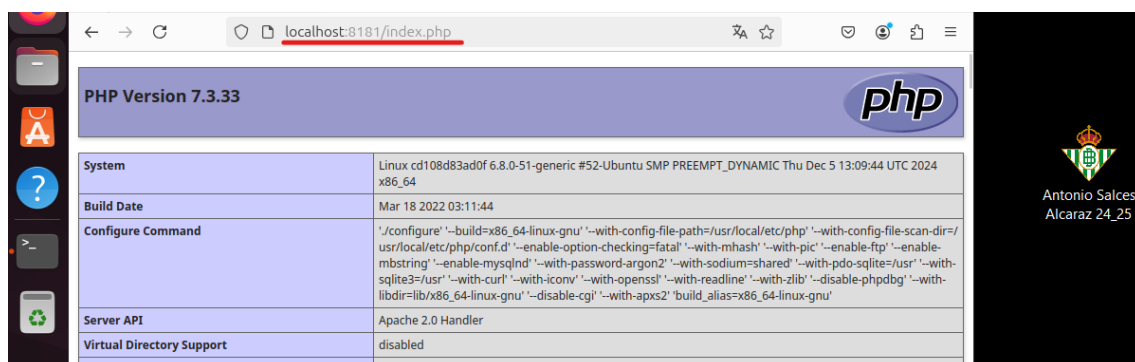 localhost:8181/index.php
PHP Version 7.3.33
php
System
Linux cd108d83ad0f 6.8.0-51-generic #52-Ubuntu SMP PREEMPT_DYNAMIC Thu Dec 5 13:09:44 UTC 2024
x86_64
Build Date
Mar 18 2022 03:11:44
Configure Command
'./configure' '--build=x86_64-linux-gnu' '--with-config-file-path=/usr/local/etc/php' '--with-config-file-scan-dir=/
usr/local/etc/php/conf.d' '--enable-option-checking=fatal' '--with-mhash' '--with-pic' '--enable-ftp' '--enable-
mbstring' '--enable-mysqlnd' '--with-password-argon2' '--with-sodium=shared' '--with-pdo-sqlite=/usr' '--with-
sqlite3=/usr' '--with-curl' '--with-iconv' '--with-openssl' '--with-readline' '--with-zlib' '--disable-phpdbg' '--with-
libdir=lib/x86_64-linux-gnu' '--disable-cgi' '--with-apxs2' 'build_alias=x86_64-linux-gnu'
Server API
Apache 2.0 Handler
Virtual Directory Support
disabled
Antonio Salces
Alcaraz 24_25